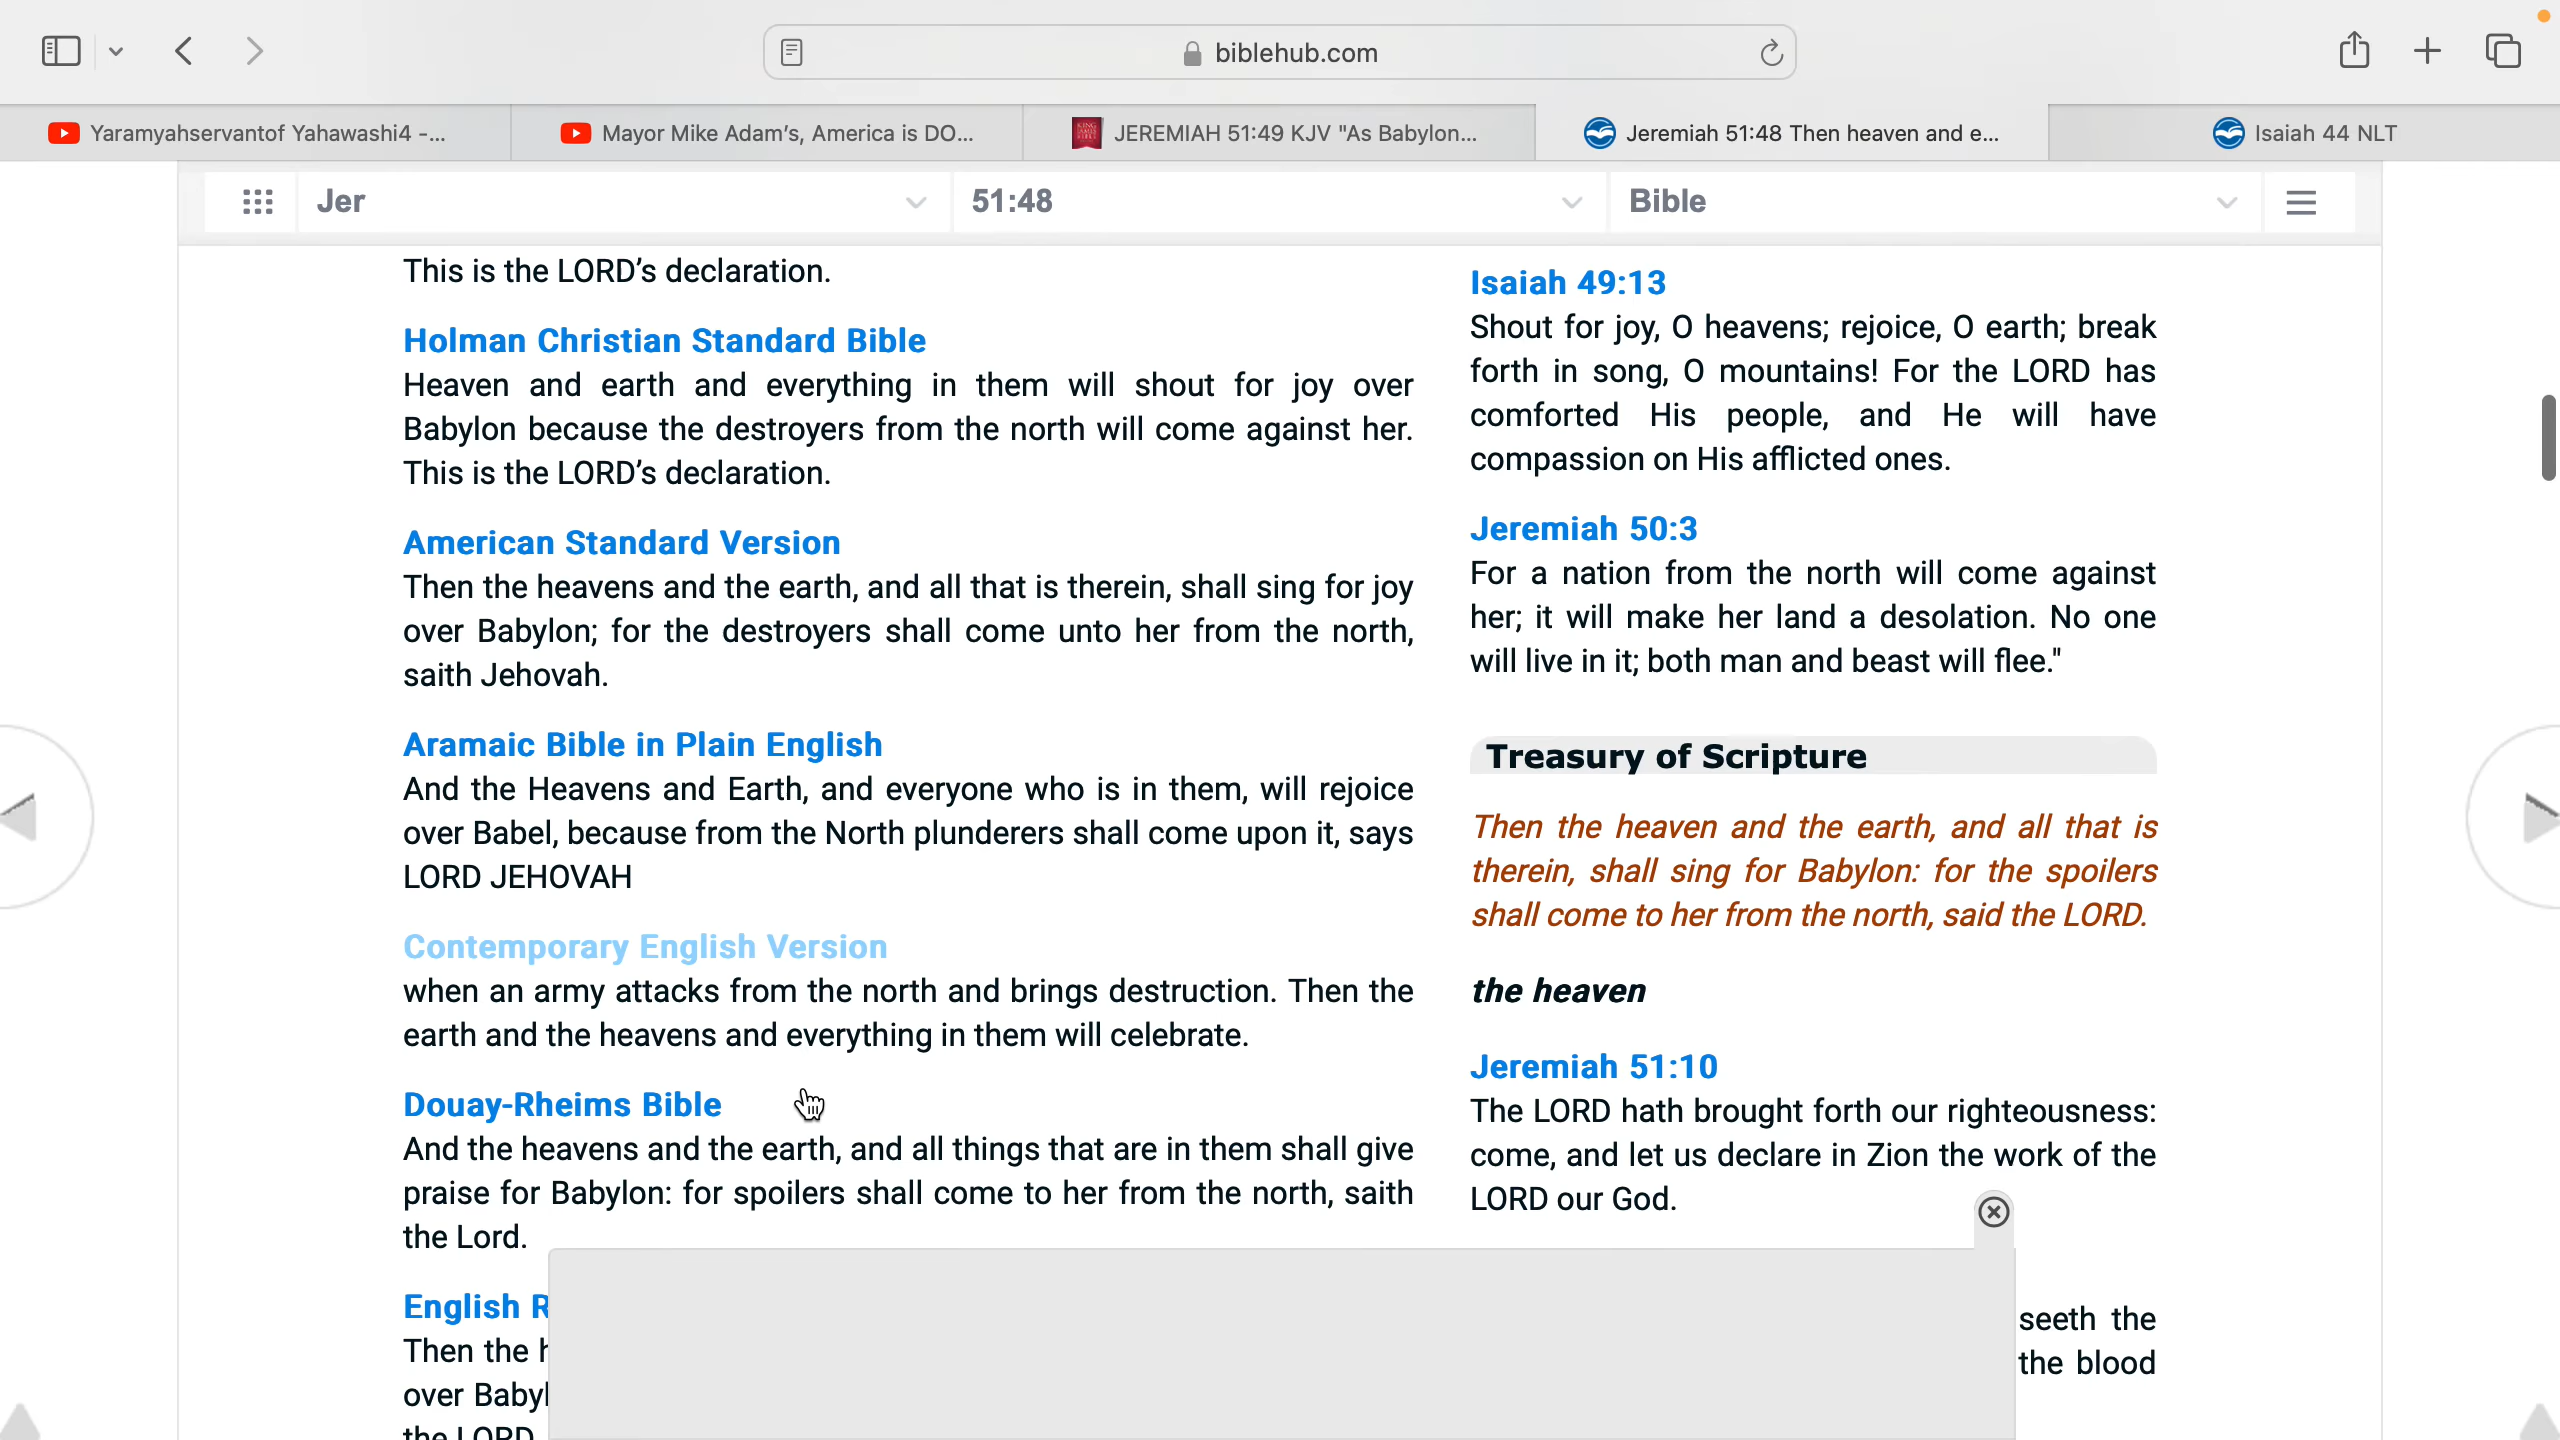 biblehub.com
Yaramyahservantof Yahawashi4 -...
Mayor Mike Adam's, America is DO...
JEREMIAH 51:49 KJV "As Babylon...
Jeremiah 51:48 Then heaven and e...
Isaiah 44 NLT
Jer
51:48
Bible
This is the LORD’s declaration.
Holman Christian Standard Bible
Heaven and earth and everything in them will shout for joy over
Babylon because the destroyers from the north will come against her.
This is the LORD’s declaration.
American Standard Version
Then the heavens and the earth, and all that is therein, shall sing for joy
over Babylon; for the destroyers shall come unto her from the north,
saith Jehovah.
Aramaic Bible in Plain English
And the Heavens and Earth, and everyone who is in them, will rejoice
over Babel, because from the North plunderers shall come upon it, says
LORD JEHOVAH
Contemporary English Version
when an army attacks from the north and brings destruction. Then the
earth and the heavens and everything in them will celebrate.
Douay-Rheims Bible
And the heavens and the earth, and all things that are in them shall give
praise for Babylon: for spoilers shall come to her from the north, saith
the Lord.
English R
Then the h
over Babyl
the LORD
Isaiah 49:13
Shout for joy, O heavens; rejoice, O earth; break
forth in song, O mountains! For the LORD has
comforted His people, and He will have
compassion on His afflicted ones.
Jeremiah 50:3
For a nation from the north will come against
her; it will make her land a desolation. No one
will live in it; both man and beast will flee."
Treasury of Scripture
Then the heaven and the earth, and all that is
therein, shall sing for Babylon: for the spoilers
shall come to her from the north, said the LORD.
the heaven
Jeremiah 51:10
The LORD hath brought forth our righteousness:
come, and let us declare in Zion the work of the
LORD our God.
seeth the
the blood